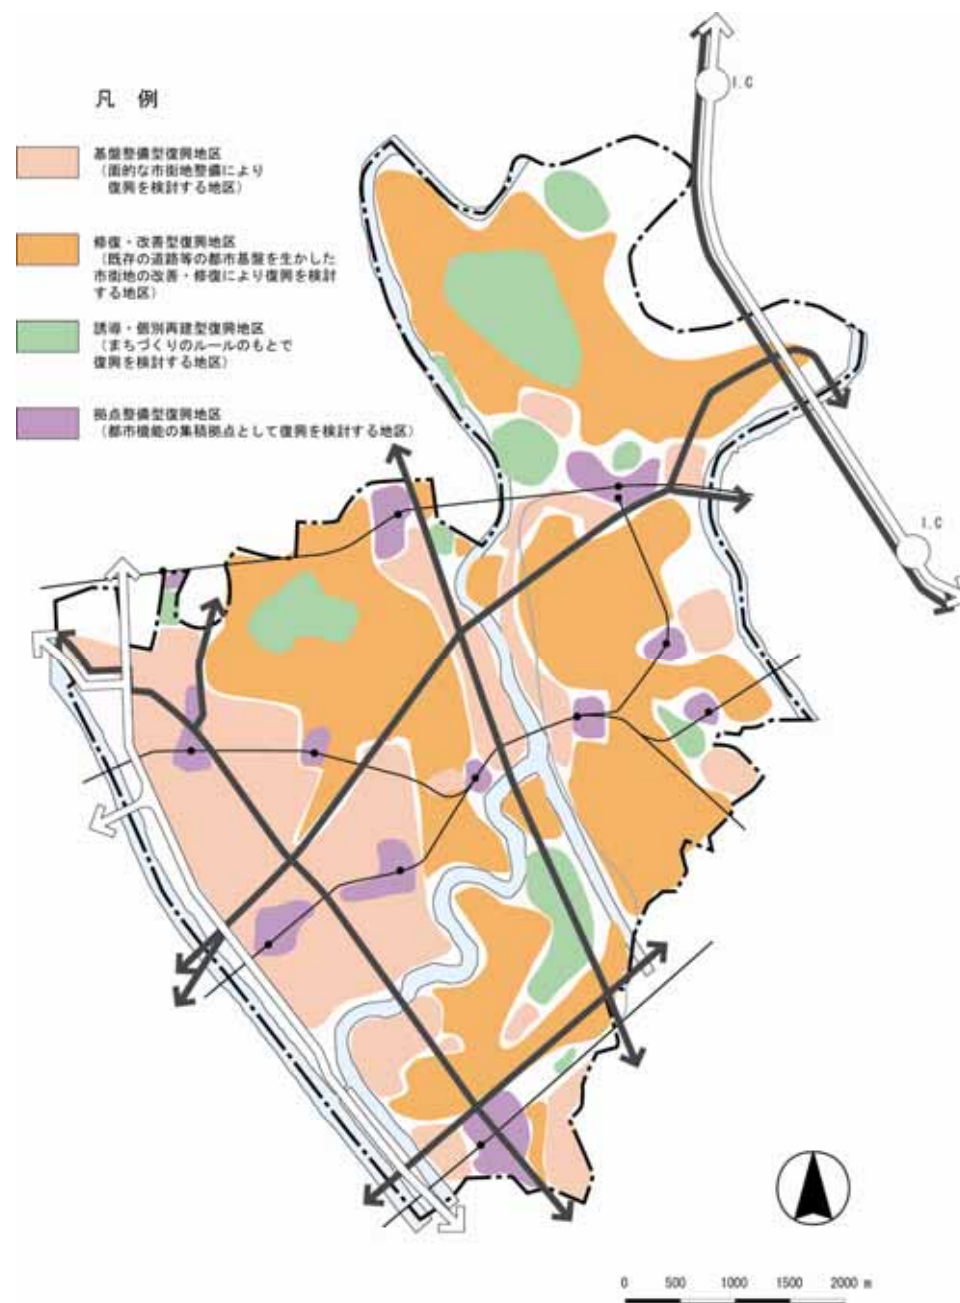 I.C
凡 例
基盤整備型復興地区
(面的な市街地整備により
復興を検討する地区)
修復・改善型復興地区
(既存の道路等の都市基盤を生かした
市街地の改善・修復により復興を検討
する地区)
誘導・個別再建型復興地区
(まちづくりのルールのもとで
復興を検討する地区)
拠点整備型復興地区
(都市機能の集積拠点として復興を検討する地区)
I.C
0 500 1000 1500 2000 m